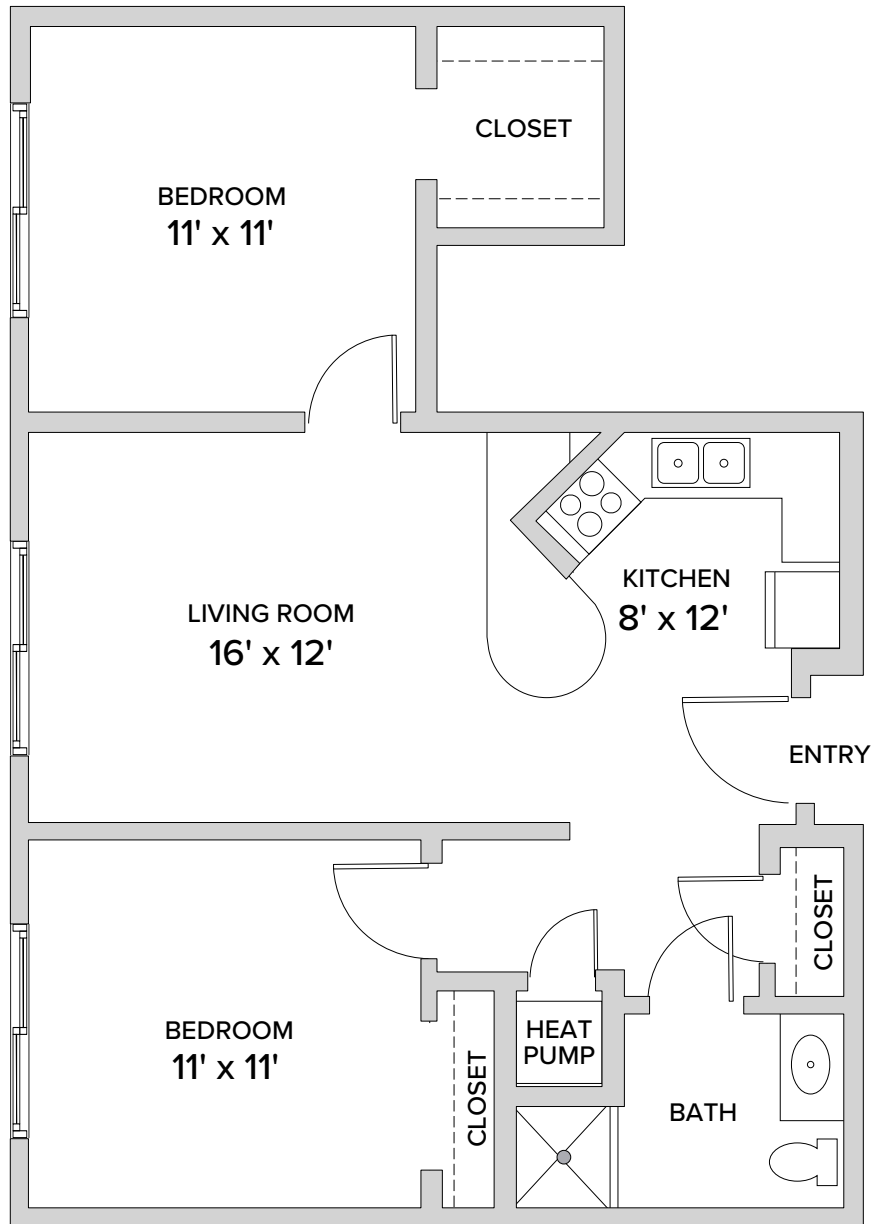 CLOSET
BEDROOM
11' x 11'
KITCHEN
8' x 12'
LIVING ROOM
16' x 12'
ENTRY
CLOSET
BEDROOM
11' x 11'
HEAT
PUMP
CLOSET
BATH